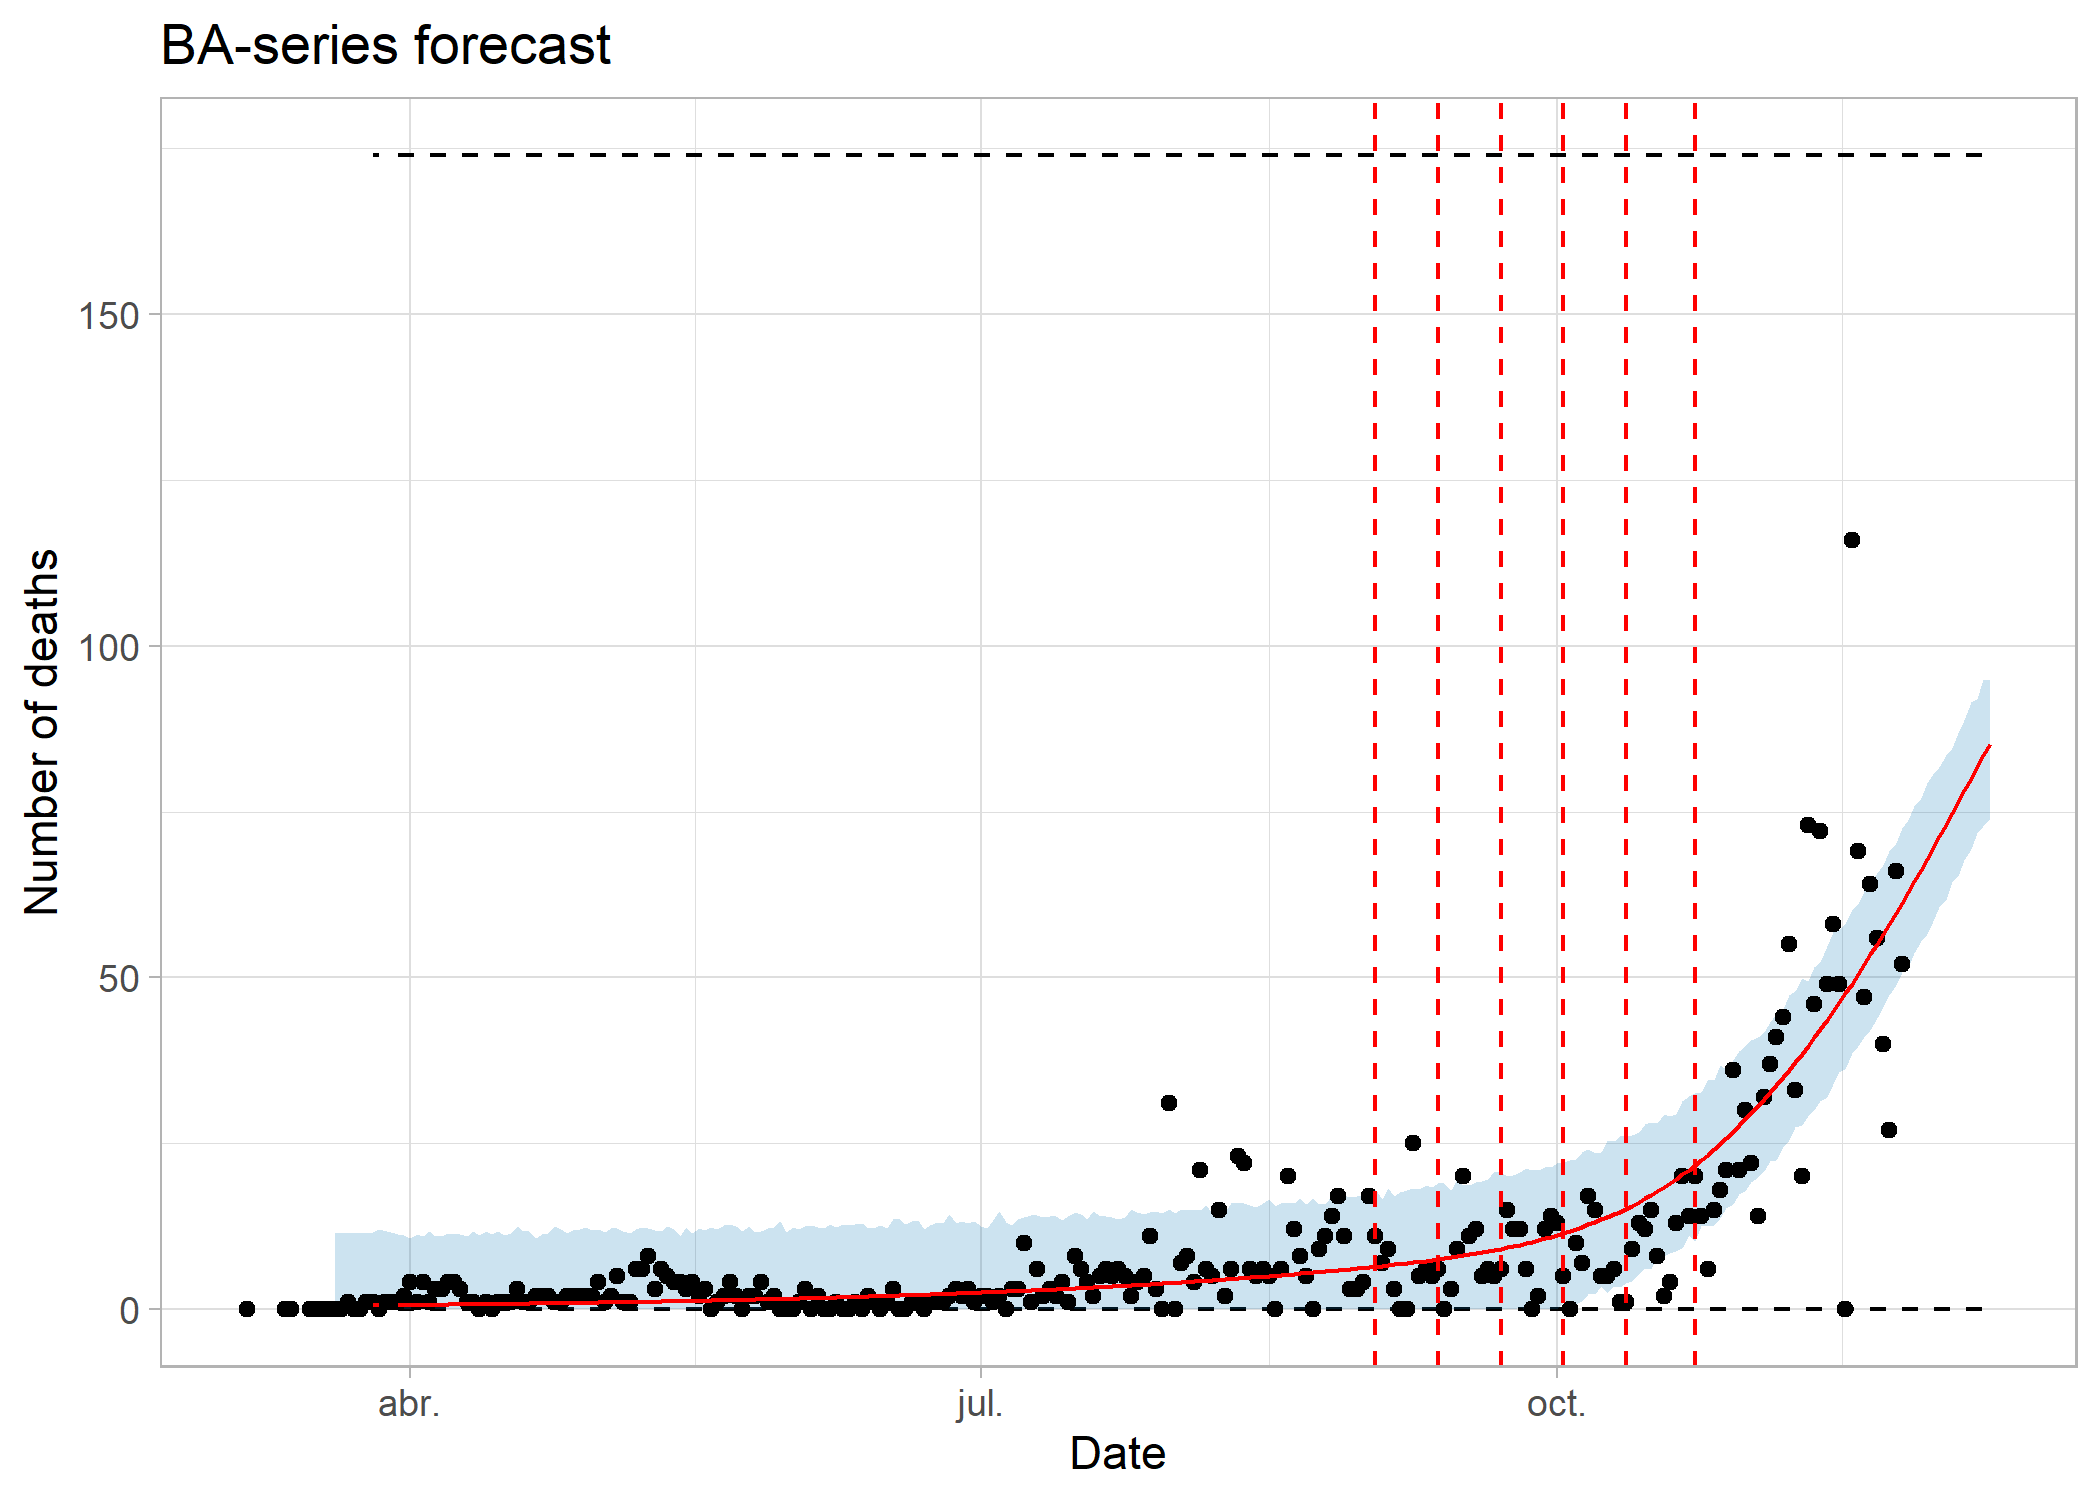 BA-series forecast
Number of deaths
150
100
50
0
abr.
jul.
oct.
Date